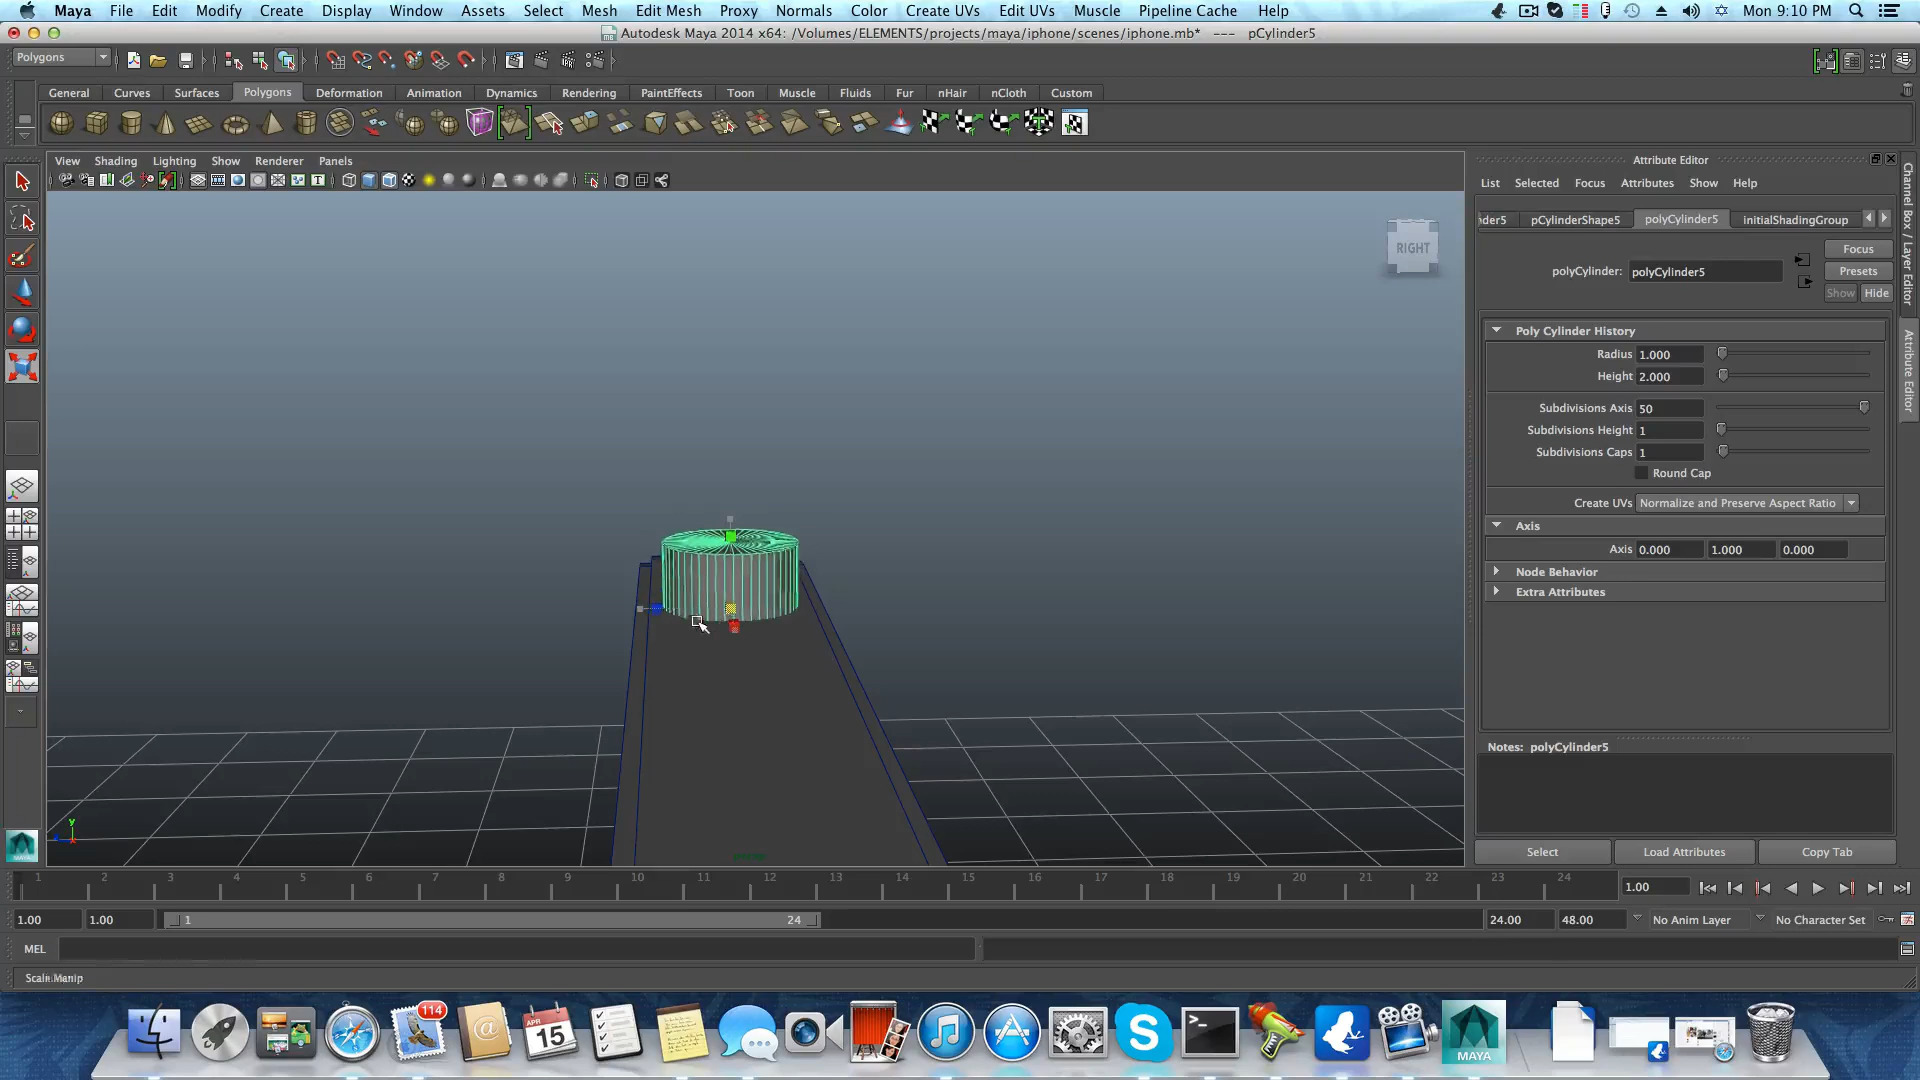 Maya File Edit Modify Create Display Window Assets Select Mesh Edit Mesh Proxy Normals Color Create UVs Edit UVs Muscle Pipeline Cache Help Mon 9:10 PM
Autodesk Maya 2014 x64: /Volumes/ELEMENTS/projects/maya/iphone/scenes/iphone.mb* --- pCylinder5
Polygons
General Curves Surfaces Polygons Deformation Animation Dynamics Rendering PaintEffects Toon Muscle Fluids Fur nHair nCloth Custom
View Shading Lighting Show Renderer Panels
Attribute Editor
List Selected Focus Attributes Show Help
nder5 pCylinderShape5 polyCylinder5 initialShadingGroup
RIGHT
Focus
polyCylinder: polyCylinder5
Presets
Show Hide
Poly Cylinder History
Radius 1.000
Height 2.000
Subdivisions Axis 50
Subdivisions Height 1
Subdivisions Caps 1
Round Cap
Create UVs Normalize and Preserve Aspect Ratio
Axis
Axis 0.000 1.000 0.000
Node Behavior
Extra Attributes
Notes: polyCylinder5
Select Load Attributes Copy Tab
Channel Box / Layer Editor
Attribute Editor
y
1 2 3 4 5 6 7 8 9 10 11 12 13 14 15 16 17 18 19 20 21 22 23 24 1.00
1.00 1.00 1 24 24.00 48.00 No Anim Layer No Character Set
MEL
114
APR
15
MAYA